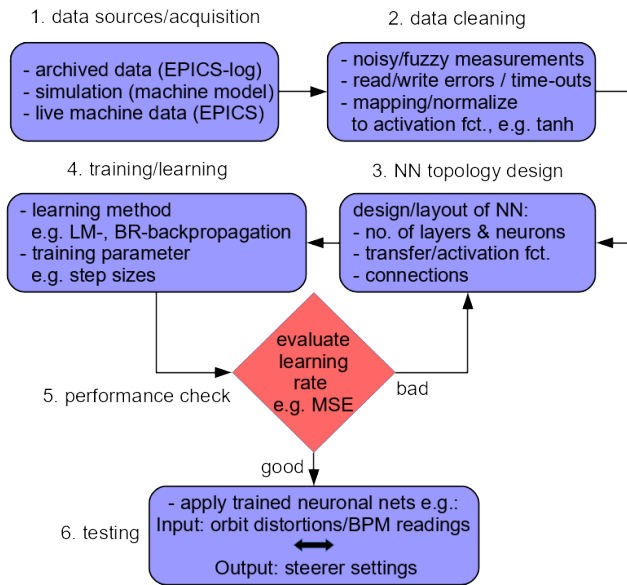 1. data sources/acquisition
- archived data (EPICS-log)
- simulation (machine model)
- live machine data (EPICS)
2. data cleaning
- noisy/fuzzy measurements
- read/write errors / time-outs
- mapping/normalize
to activation fct., e.g. tanh
3. NN topology design
design/layout of NN:
- no. of layers & neurons
- transfer/activation fct.
- connections
4. training/learning
- learning method
e.g. LM-, BR-backpropagation
- training parameter
e.g. step sizes
5. performance check
evaluate
learning
rate
e.g. MSE
bad
good
6. testing
- apply trained neuronal nets e.g.:
Input: orbit distortions/BPM readings
Output: steerer settings